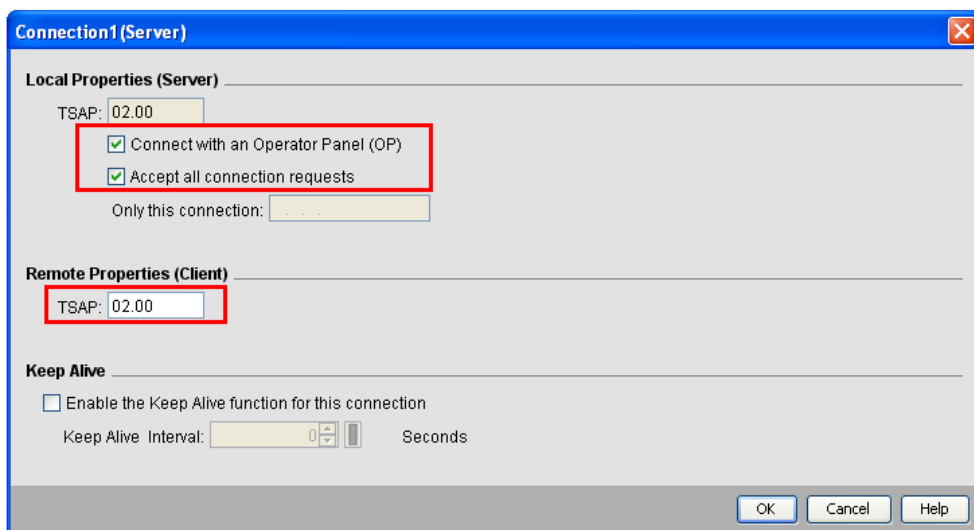 Connection1(Server)
Local Properties (Server)
TSAP: 02.00
Connect with an Operator Panel (OP)
Accept all connection requests
Only this connection: . . .
Remote Properties (Client)
TSAP: 02.00
Keep Alive
Enable the Keep Alive function for this connection
Keep Alive Interval: 0 Seconds
OK Cancel Help